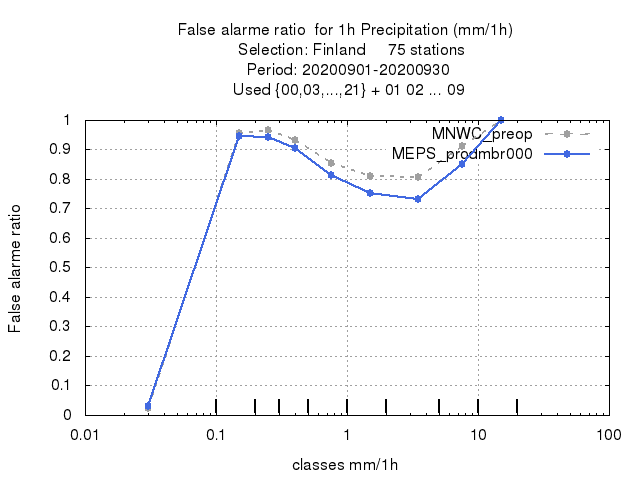 False alarme ratio for 1h Precipitation (mm/1h)
Selection: Finland 75 stations
Period: 20200901-20200930
Used {00,03,...,21} + 01 02 ... 09
MNWC_preop
MEPS_prodmbr000
False alarme ratio
1
0.9
0.8
0.7
0.6
0.5
0.4
0.3
0.2
0.1
0
0.01 0.1 1 10 100
classes mm/1h